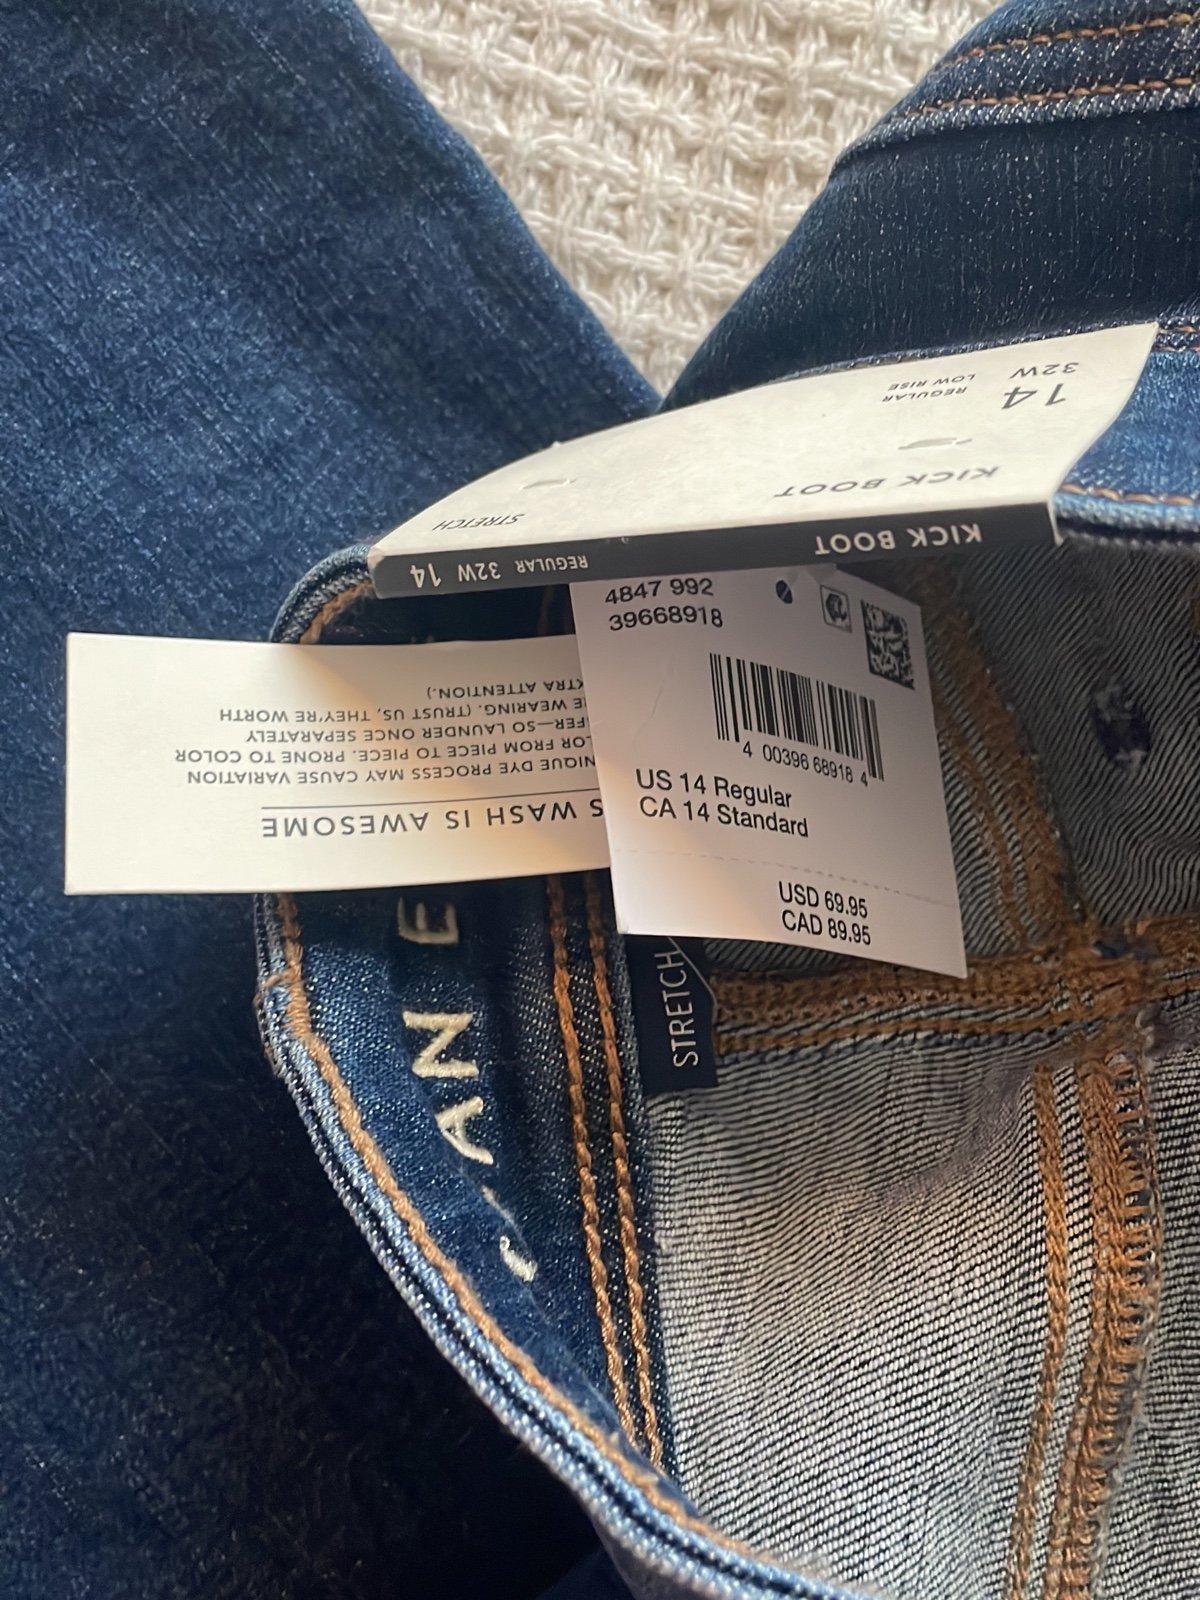 14
32W
REGULAR
LOW RISE
KICK BOOT
STRETCH
KICK BOOT
REGULAR 32W 14
4847 992
39668918
4 00396 68918 4
US 14 Regular
CA 14 Standard
USD 69.95
CAD 89.95
S WASH IS AWESOME
NIQUE DYE PROCESS MAY CAUSE VARIATION
LOR FROM PIECE TO PIECE. PRONE TO COLOR
FER—SO LAUNDER ONCE SEPARATELY
E WEARING. (TRUST US, THEY'RE WORTH
XTRA ATTENTION.)
STRETCH
ANE